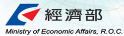 經濟部
Ministry of Economic Affairs, R.O.C.